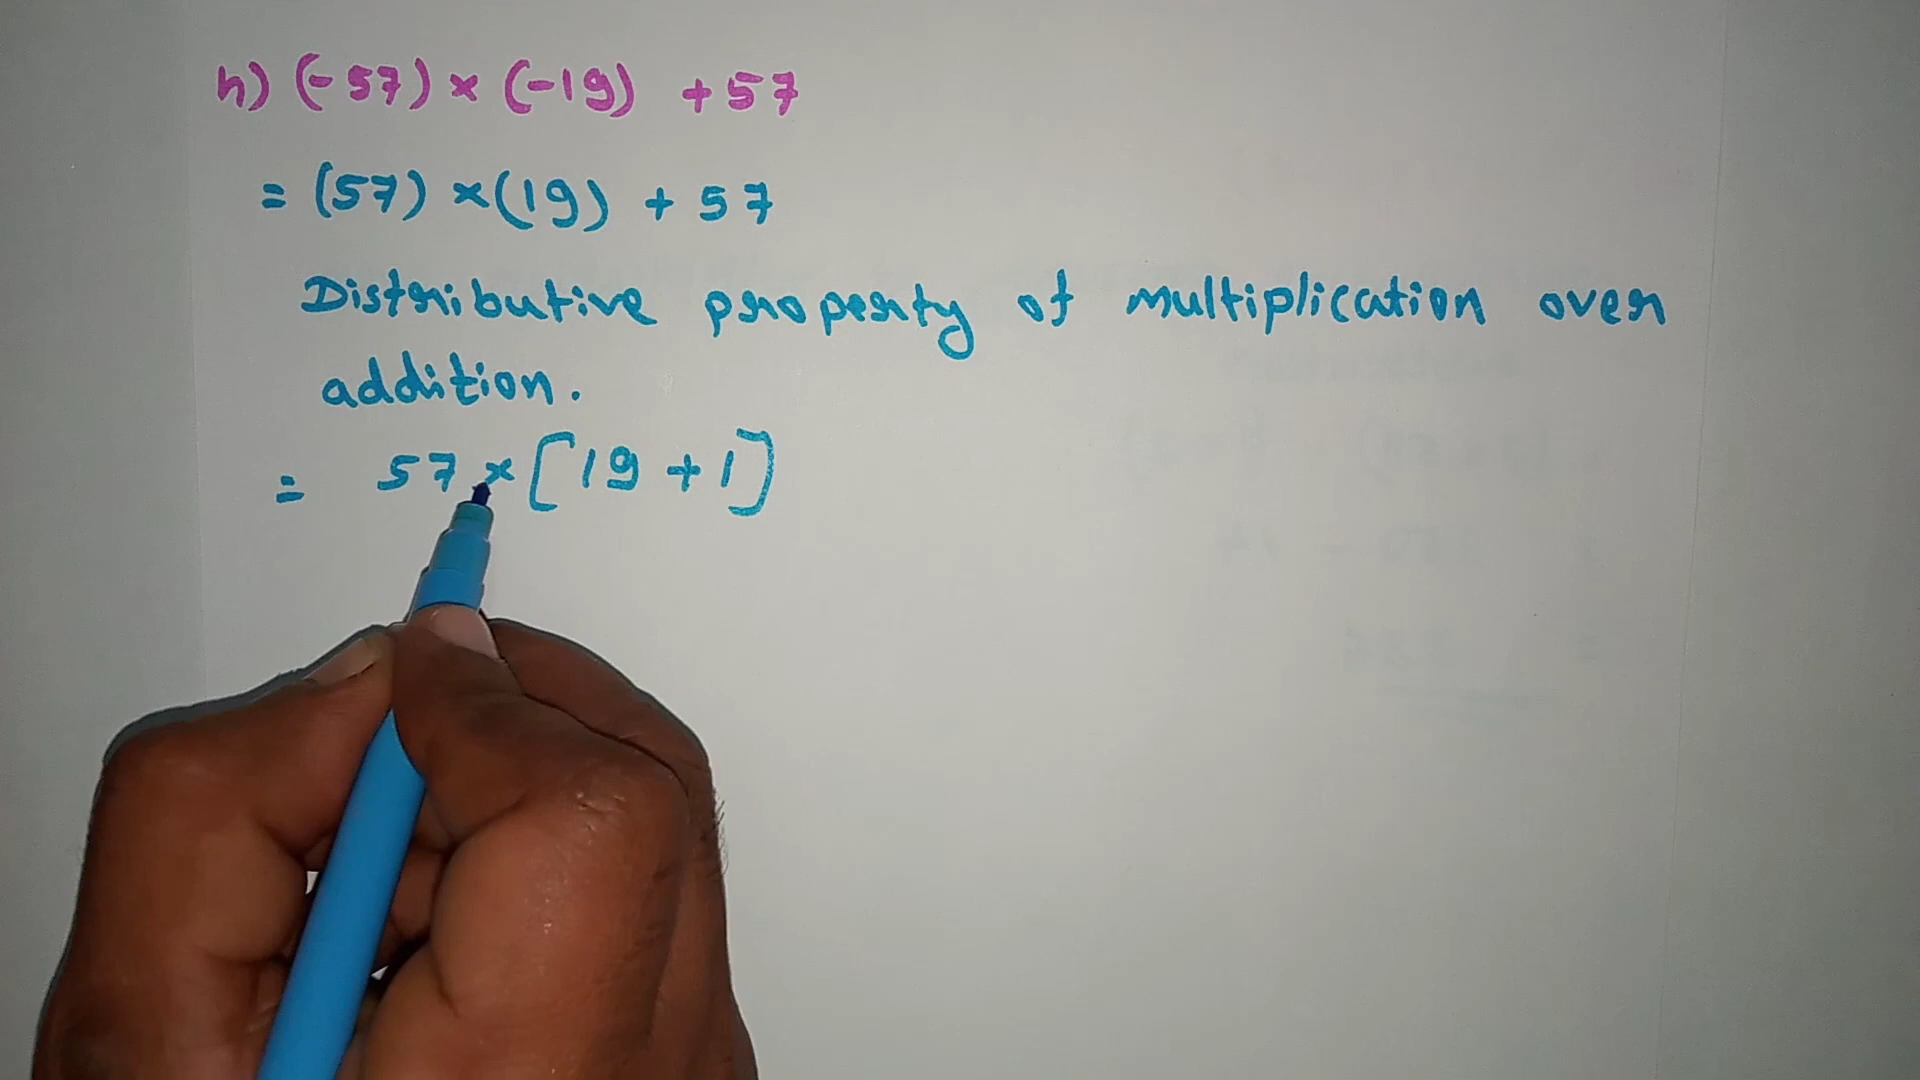 h) (-57) × (-19) + 57
= (57) × (19) + 57
Distributive property of multiplication over
addition.
= 57 × [19 + 1]